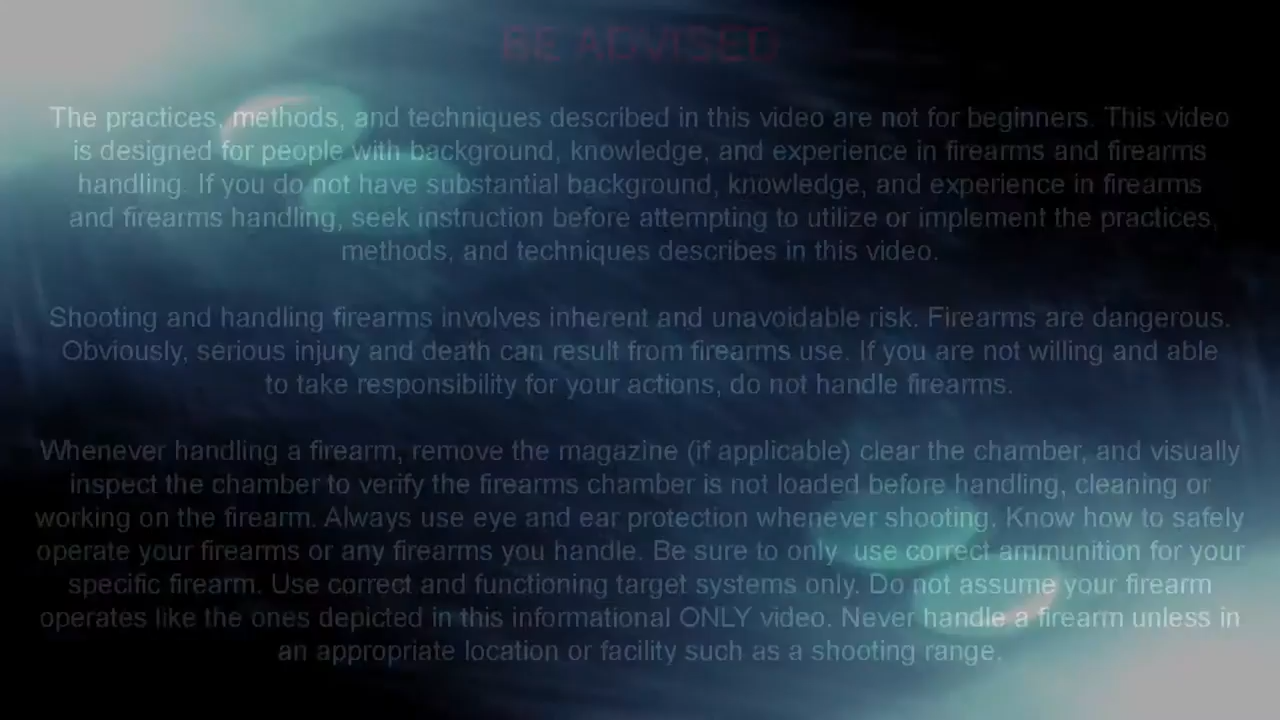 BE ADVISED
The practices, methods, and techniques described in this video are not for beginners. This video
is designed for people with background, knowledge, and experience in firearms and firearms
handling. If you do not have substantial background, knowledge, and experience in firearms
and firearms handling, seek instruction before attempting to utilize or implement the practices,
methods, and techniques describes in this video.
Shooting and handling firearms involves inherent and unavoidable risk. Firearms are dangerous.
Obviously, serious injury and death can result from firearms use. If you are not willing and able
to take responsibility for your actions, do not handle firearms.
Whenever handling a firearm, remove the magazine (if applicable) clear the chamber, and visually
inspect the chamber to verify the firearms chamber is not loaded before handling, cleaning or
working on the firearm. Always use eye and ear protection whenever shooting. Know how to safely
operate your firearms or any firearms you handle. Be sure to only use correct ammunition for your
specific firearm. Use correct and functioning target systems only. Do not assume your firearm
operates like the ones depicted in this informational ONLY video. Never handle a firearm unless in
an appropriate location or facility such as a shooting range.